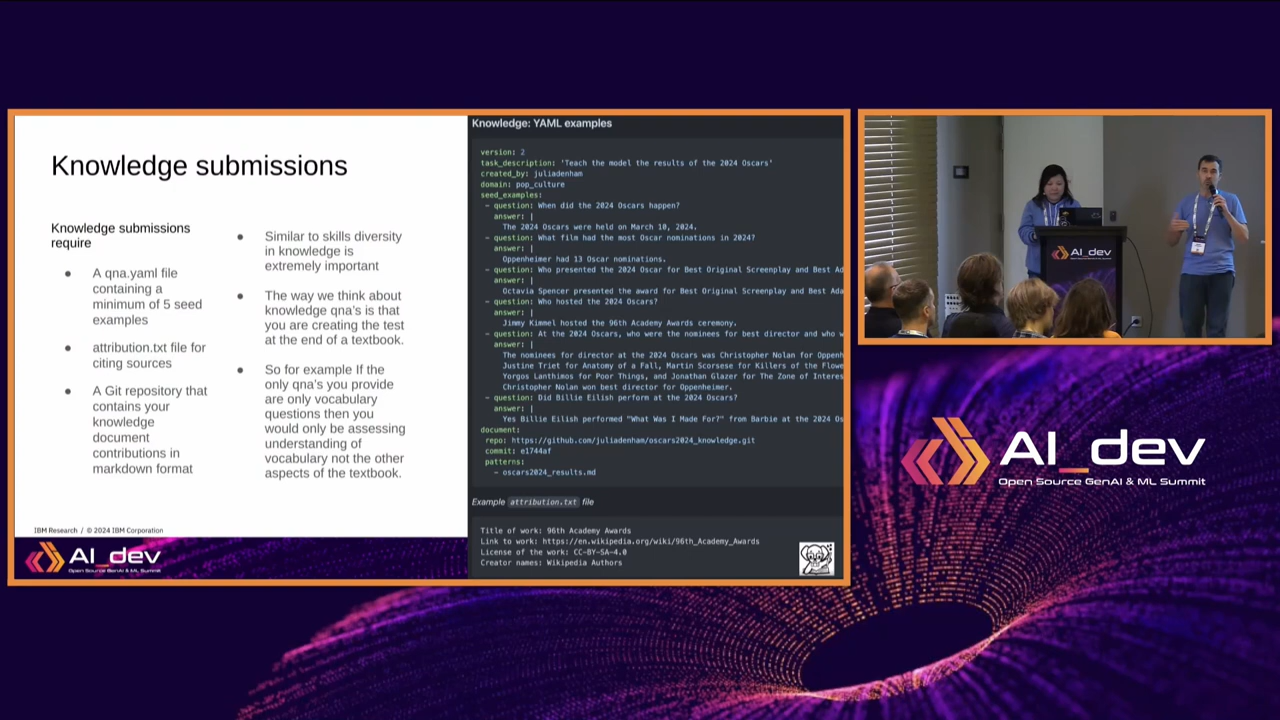 Knowledge submissions
Knowledge submissions
require
● A qna.yaml file
containing a
minimum of 5 seed
examples
● attribution.txt file for
citing sources
● A Git repository that
contains your
knowledge
document
contributions in
markdown format
● Similar to skills diversity
in knowledge is
extremely important
● The way we think about
knowledge qna's is that
you are creating the test
at the end of a textbook.
● So for example If the
only qna's you provide
are only vocabulary
questions then you
would only be assessing
understanding of
vocabulary not the other
aspects of the textbook.
IBM Research / © 2024 IBM Corporation
AI_dev
Open Source GenAI & ML Summit
Knowledge: YAML examples
version: 2
task_description: 'Teach the model the results of the 2024 Oscars'
created_by: juliadenham
domain: pop_culture
seed_examples:
- question: When did the 2024 Oscars happen?
answer: |
The 2024 Oscars were held on March 10, 2024.
- question: What film had the most Oscar nominations in 2024?
answer: |
Oppenheimer had 13 Oscar nominations.
- question: Who presented the 2024 Oscar for Best Original Screenplay and Best Ad
answer: |
Octavia Spencer presented the award for Best Original Screenplay and Best Ada
- question: Who hosted the 2024 Oscars?
answer: |
Jimmy Kimmel hosted the 96th Academy Awards ceremony.
- question: At the 2024 Oscars, who were the nominees for best director and who w
answer: |
The nominees for director at the 2024 Oscars was Christopher Nolan for Oppenh
Justine Triet for Anatomy of a Fall, Martin Scorsese for Killers of the Flowe
Yorgos Lanthimos for Poor Things, and Jonathan Glazer for The Zone of Interes
Christopher Nolan won best director for Oppenheimer.
- question: Did Billie Eilish perform at the 2024 Oscars?
answer: |
Yes Billie Eilish performed "What Was I Made For?" from Barbie at the 2024 Os
document:
repo: https://github.com/juliadenham/oscars2024_knowledge.git
commit: e1744af
patterns:
- oscars2024_results.md
Example attribution.txt file
Title of work: 96th Academy Awards
Link to work: https://en.wikipedia.org/wiki/96th_Academy_Awards
License of the work: CC-BY-SA-4.0
Creator names: Wikipedia Authors
AI_dev
AI_dev
Open Source GenAI & ML Summit